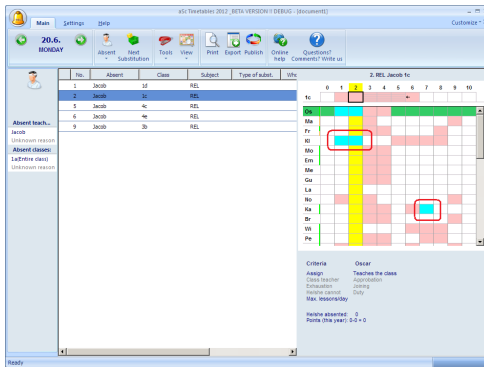 aSc Timetables 2012 _BETA VERSION !! DEBUG - [document1]
Main Settings Help Customize
20.6.
MONDAY
Absent
Next Substitution
Tools
View
Print
Export
Publish
Online help
Questions? Comments? Write us
No. Absent Class Subject Type of subst. Who
1 Jacob 1d REL
2 Jacob 1c REL
5 Jacob 4c REL
6 Jacob 4e REL
9 Jacob 3b REL
Absent teach...
Jacob
Unknown reason
Absent classes:
1a(Entire class)
Unknown reason
2. REL Jacob 1c
0 1 2 3 4 5 6 7 8 9 10
1c
Os
Ma
Fr
Kl
Mo
Em
Me
Gu
La
No
Ka
Br
Wi
Pe
Criteria Oscar
Assign Teaches the class
Class teacher Approbation
Exhaustion Joining
He/she cannot Duty
Max. lessons/day
He/she absented: 0
Points (this year): 0-0 = 0
Ready